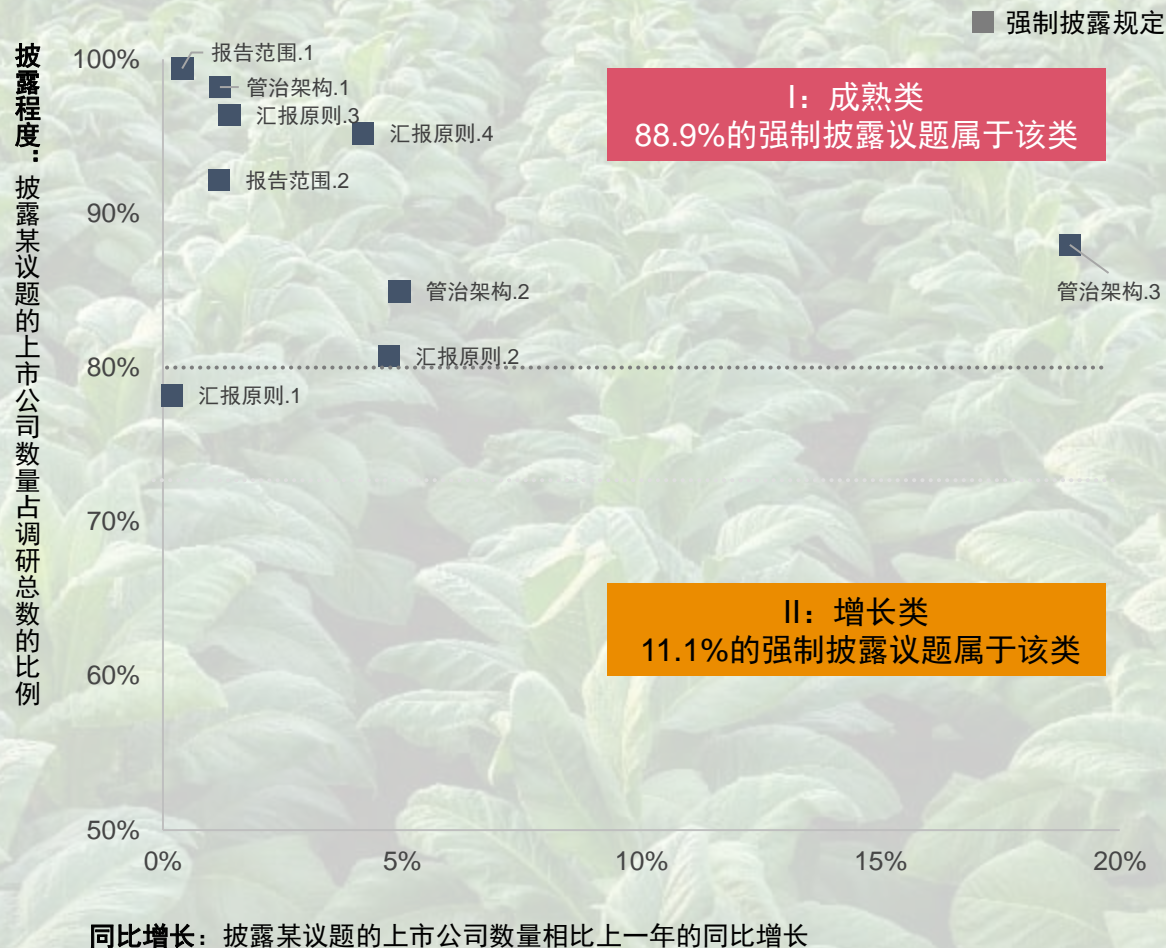 强制披露规定
披露程度：披露某议题的上市公司数量占调研总数的比例
100%
90%
80%
70%
60%
50%
报告范围.1
管治架构.1
汇报原则.3
汇报原则.4
报告范围.2
管治架构.3
管治架构.2
汇报原则.2
汇报原则.1
I：成熟类
88.9%的强制披露议题属于该类
II：增长类
11.1%的强制披露议题属于该类
0%
5%
10%
15%
20%
同比增长：披露某议题的上市公司数量相比上一年的同比增长